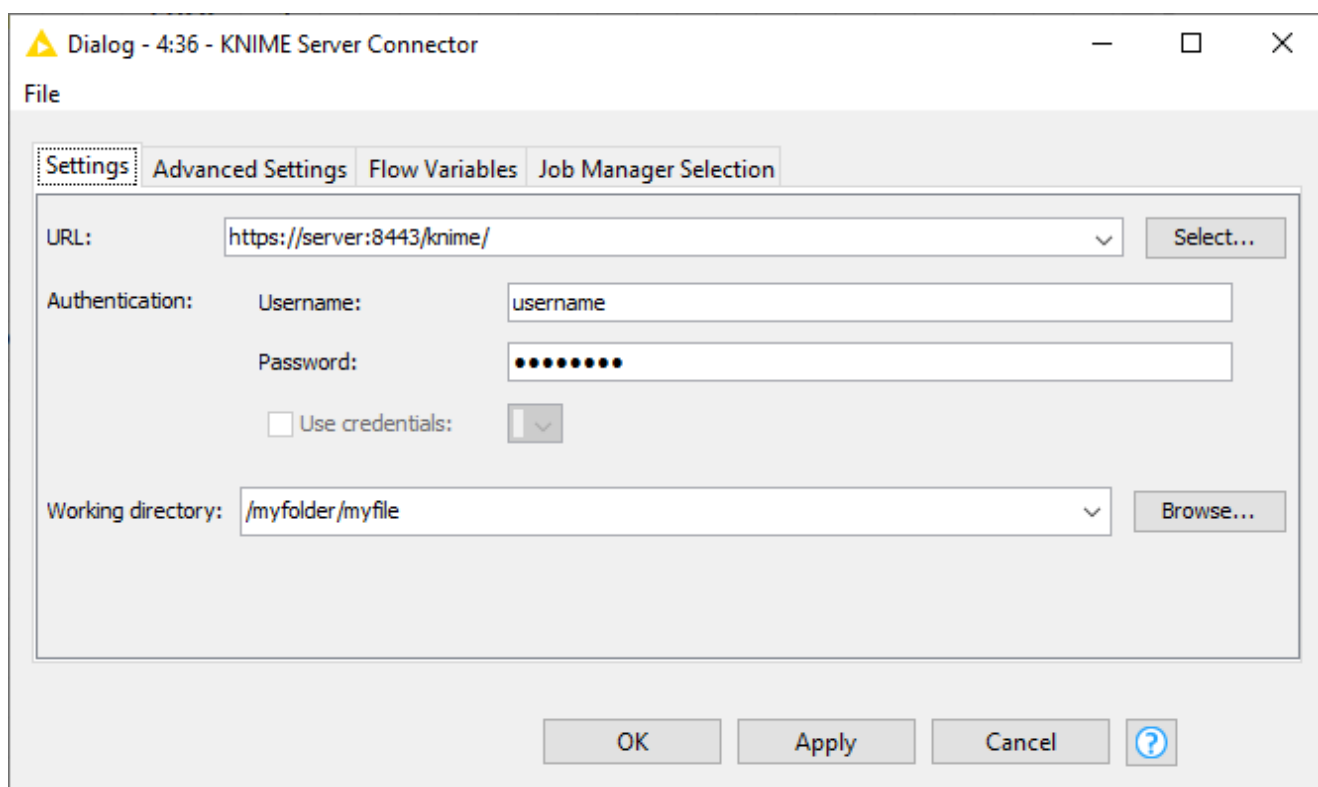 Dialog - 4:36 - KNIME Server Connector
File
Settings Advanced Settings Flow Variables Job Manager Selection
URL: https://server:8443/knime/ Select...
Authentication: Username: username
Password: ●●●●●●●●
Use credentials:
Working directory: /myfolder/myfile Browse...
OK Apply Cancel ?